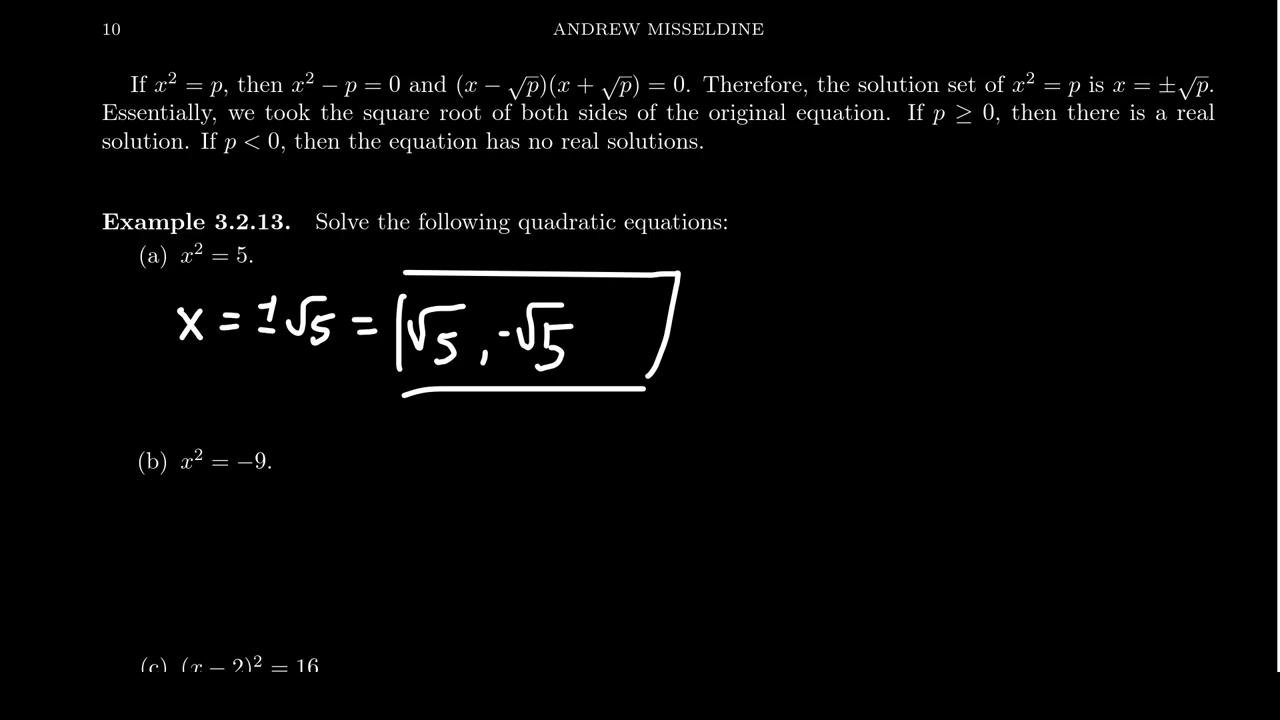 10 ANDREW MISSELDINE
If x² = p, then x² − p = 0 and (x − √p)(x + √p) = 0. Therefore, the solution set of x² = p is x = ±√p.
Essentially, we took the square root of both sides of the original equation. If p ≥ 0, then there is a real
solution. If p < 0, then the equation has no real solutions.
Example 3.2.13. Solve the following quadratic equations:
(a) x² = 5.
x = ±√5 = √5, -√5
(b) x² = −9.
(c) (x − 2)² = 16